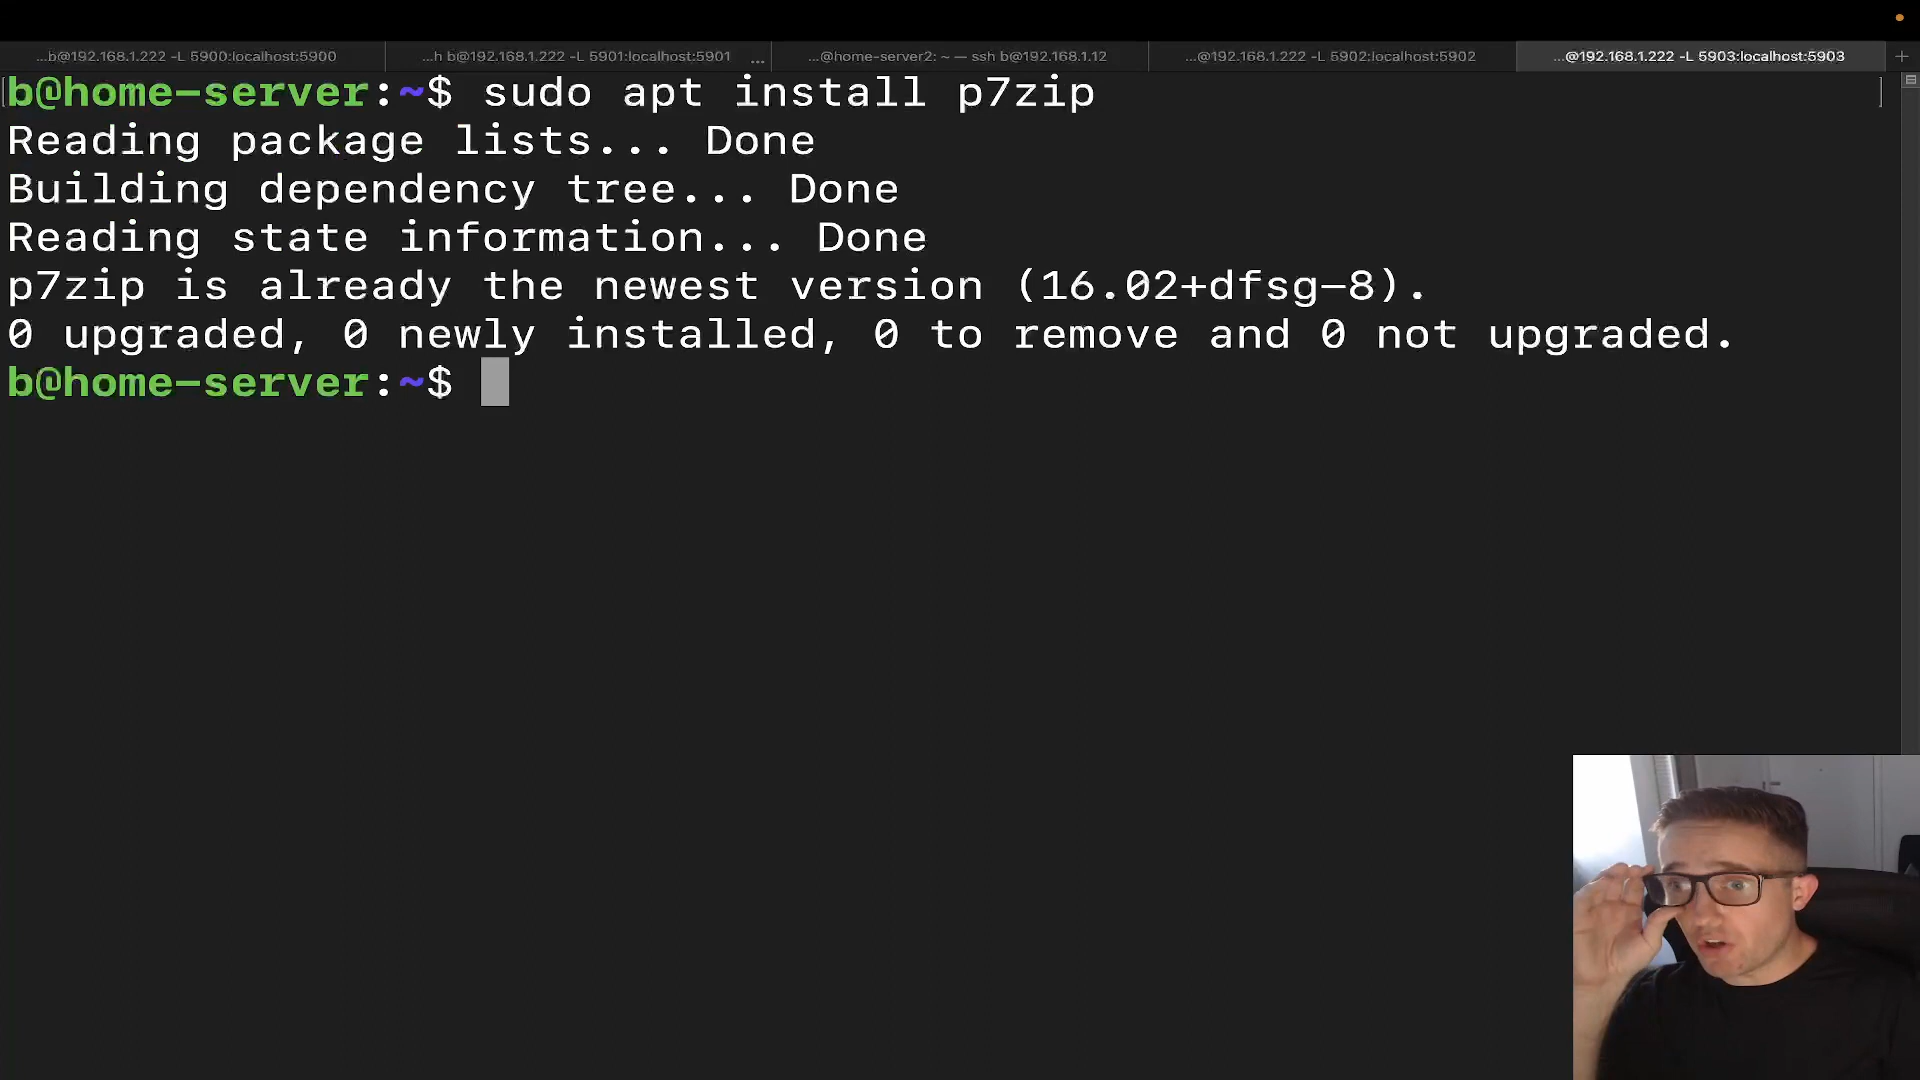 ...b@192.168.1.222 -L 5900:localhost:5900
...h b@192.168.1.222 -L 5901:localhost:5901 ...
...@home-server2: ~ — ssh b@192.168.1.12
...@192.168.1.222 -L 5902:localhost:5902
...@192.168.1.222 -L 5903:localhost:5903
b@home-server:~$ sudo apt install p7zip
Reading package lists... Done
Building dependency tree... Done
Reading state information... Done
p7zip is already the newest version (16.02+dfsg-8).
0 upgraded, 0 newly installed, 0 to remove and 0 not upgraded.
b@home-server:~$